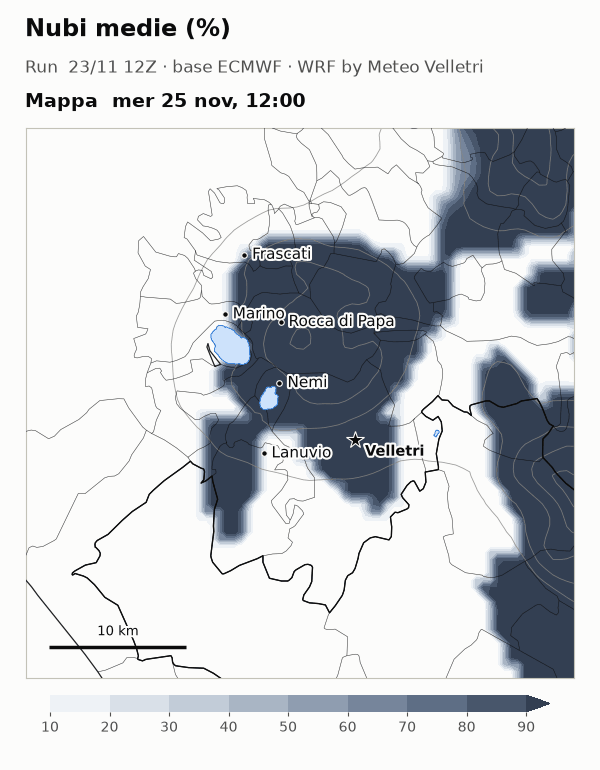 Nubi medie (%)
Run  23/11 12Z · base ECMWF · WRF by Meteo Velletri
Mappa  mer 25 nov, 12:00
Frascati
Marino
Rocca di Papa
Nemi
Velletri
Lanuvio
10 km
10 20 30 40 50 60 70 80 90